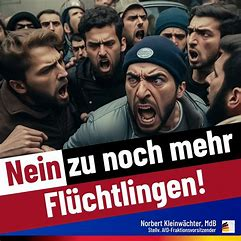 Nein zu noch mehr
Flüchtlingen!
Norbert Kleinwächter, MdB
Stellv. AfD-Fraktionsvorsitzender